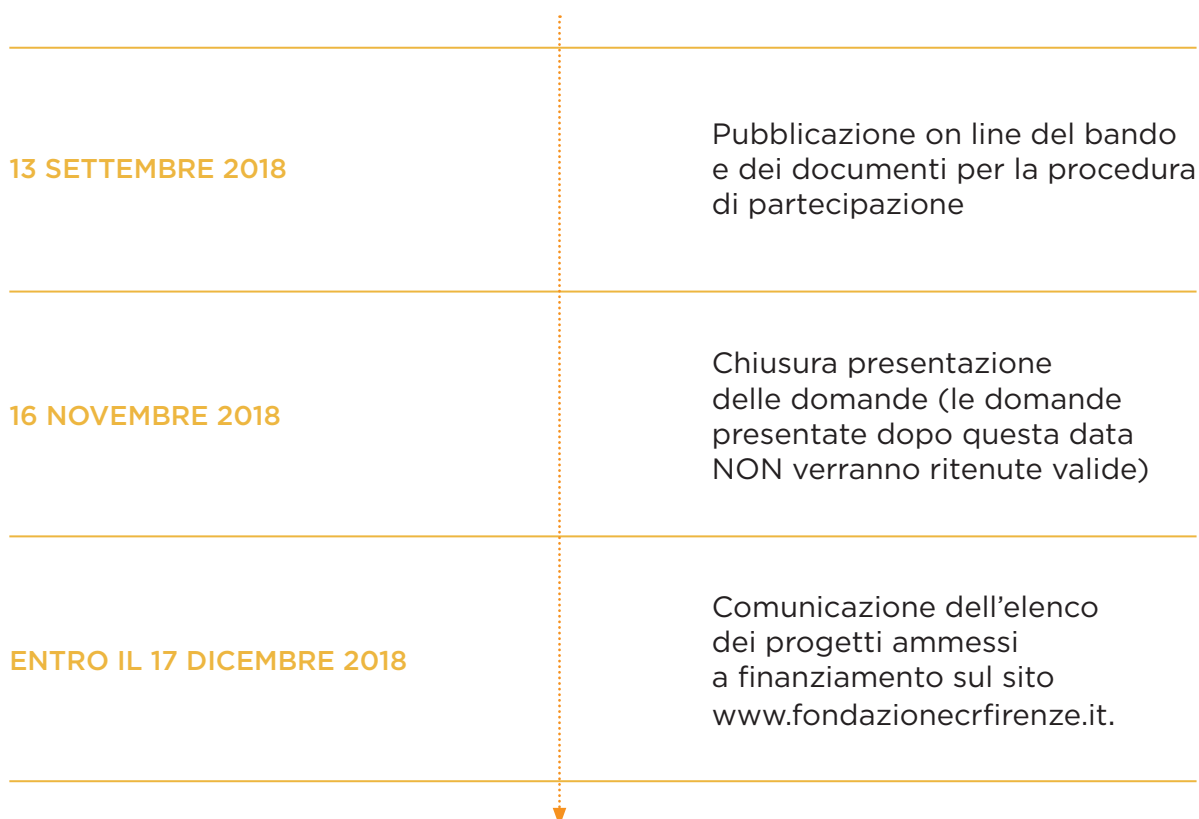 13 SETTEMBRE 2018
Pubblicazione on line del bando
e dei documenti per la procedura
di partecipazione
16 NOVEMBRE 2018
Chiusura presentazione
delle domande (le domande
presentate dopo questa data
NON verranno ritenute valide)
ENTRO IL 17 DICEMBRE 2018
Comunicazione dell’elenco
dei progetti ammessi
a finanziamento sul sito
www.fondazionecrfirenze.it.